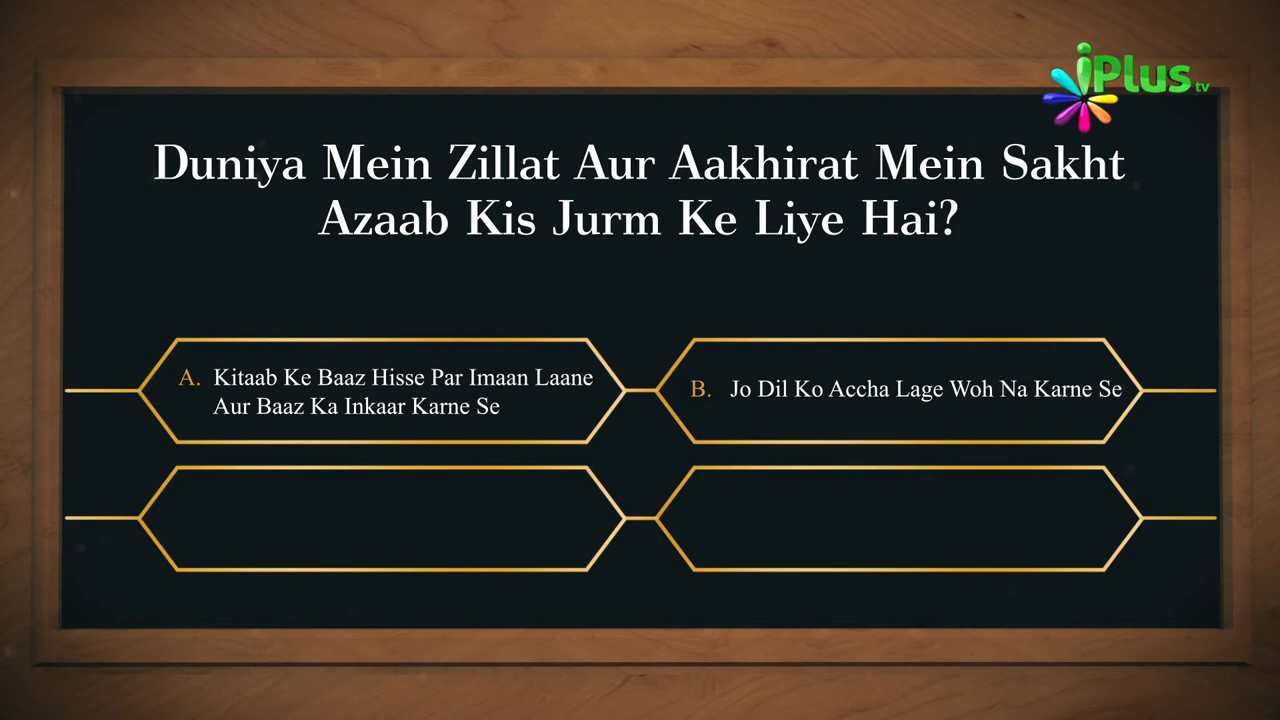 iPlus tv
Duniya Mein Zillat Aur Aakhirat Mein Sakht
Azaab Kis Jurm Ke Liye Hai?
A. Kitaab Ke Baaz Hisse Par Imaan Laane
Aur Baaz Ka Inkaar Karne Se
B. Jo Dil Ko Accha Lage Woh Na Karne Se